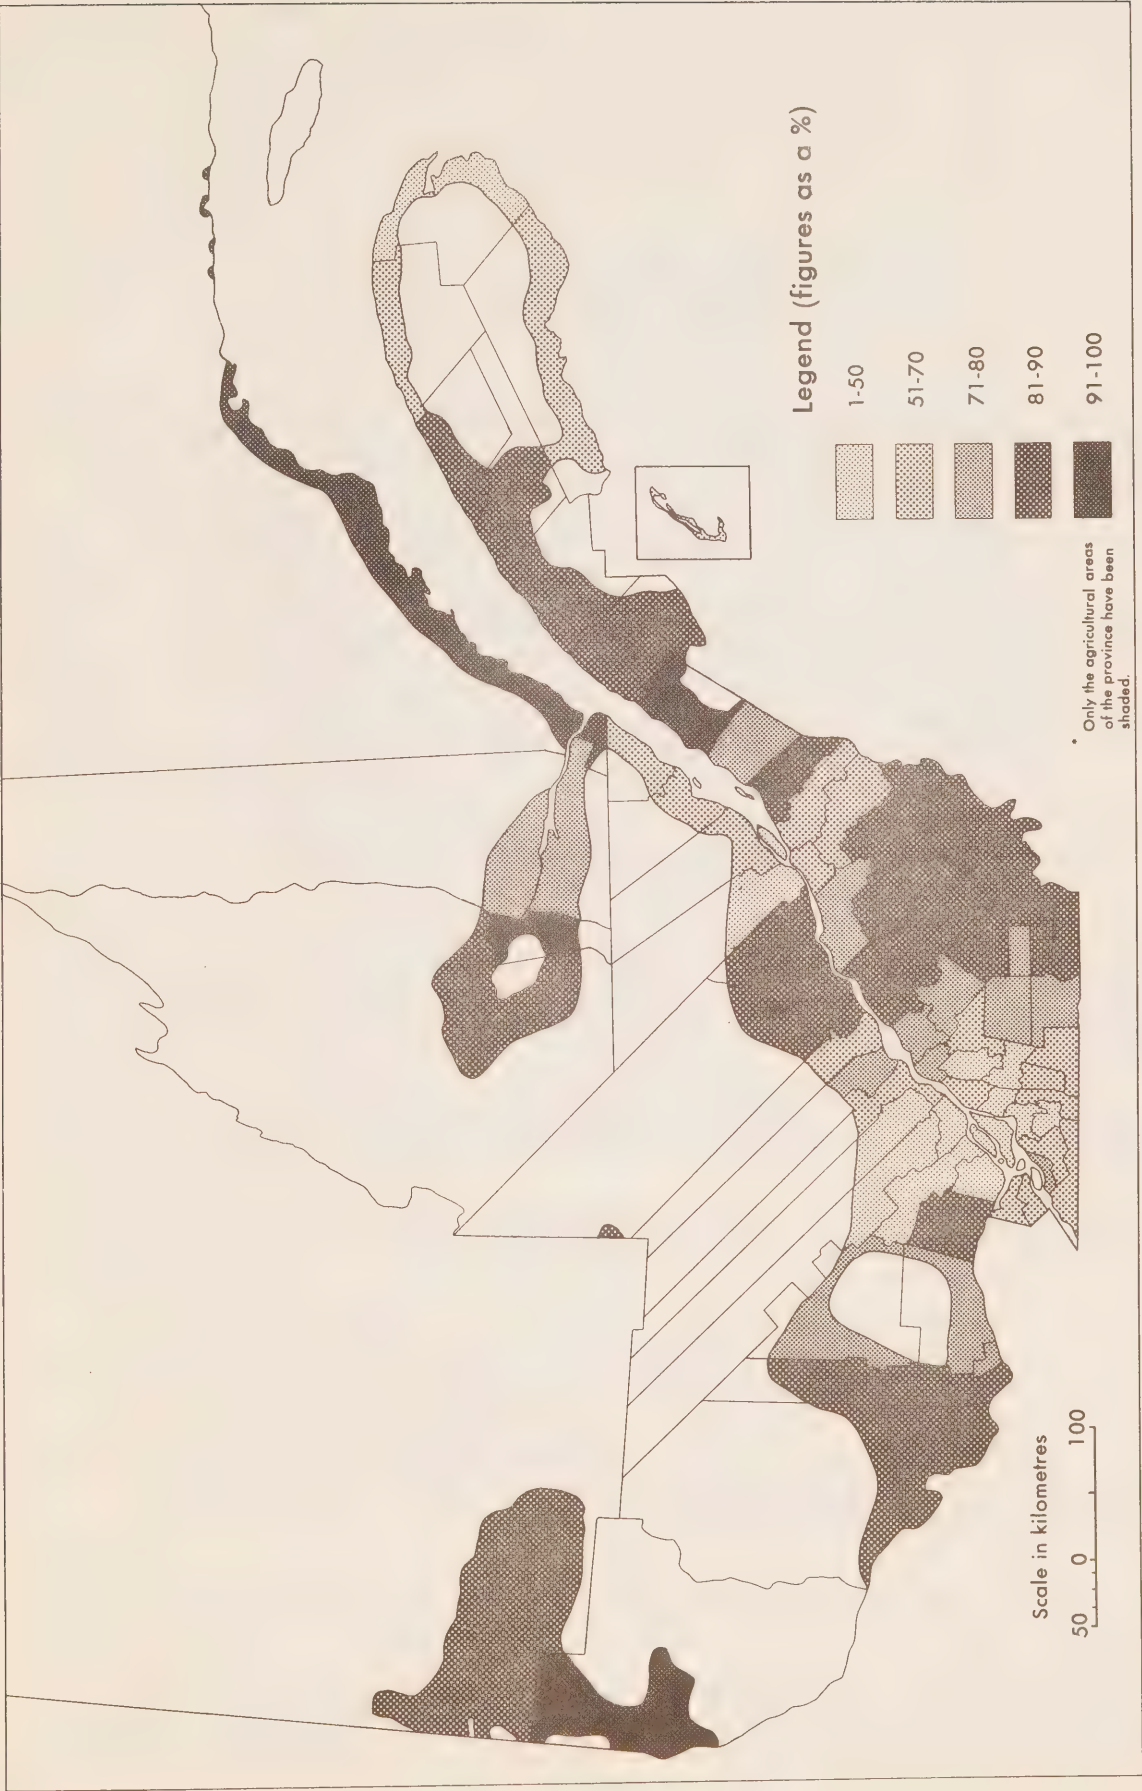 Legend (figures as a %)
1-50
51-70
71-80
81-90
91-100
* Only the agricultural areas
of the province have been
shaded.
Scale in kilometres
50 0 100